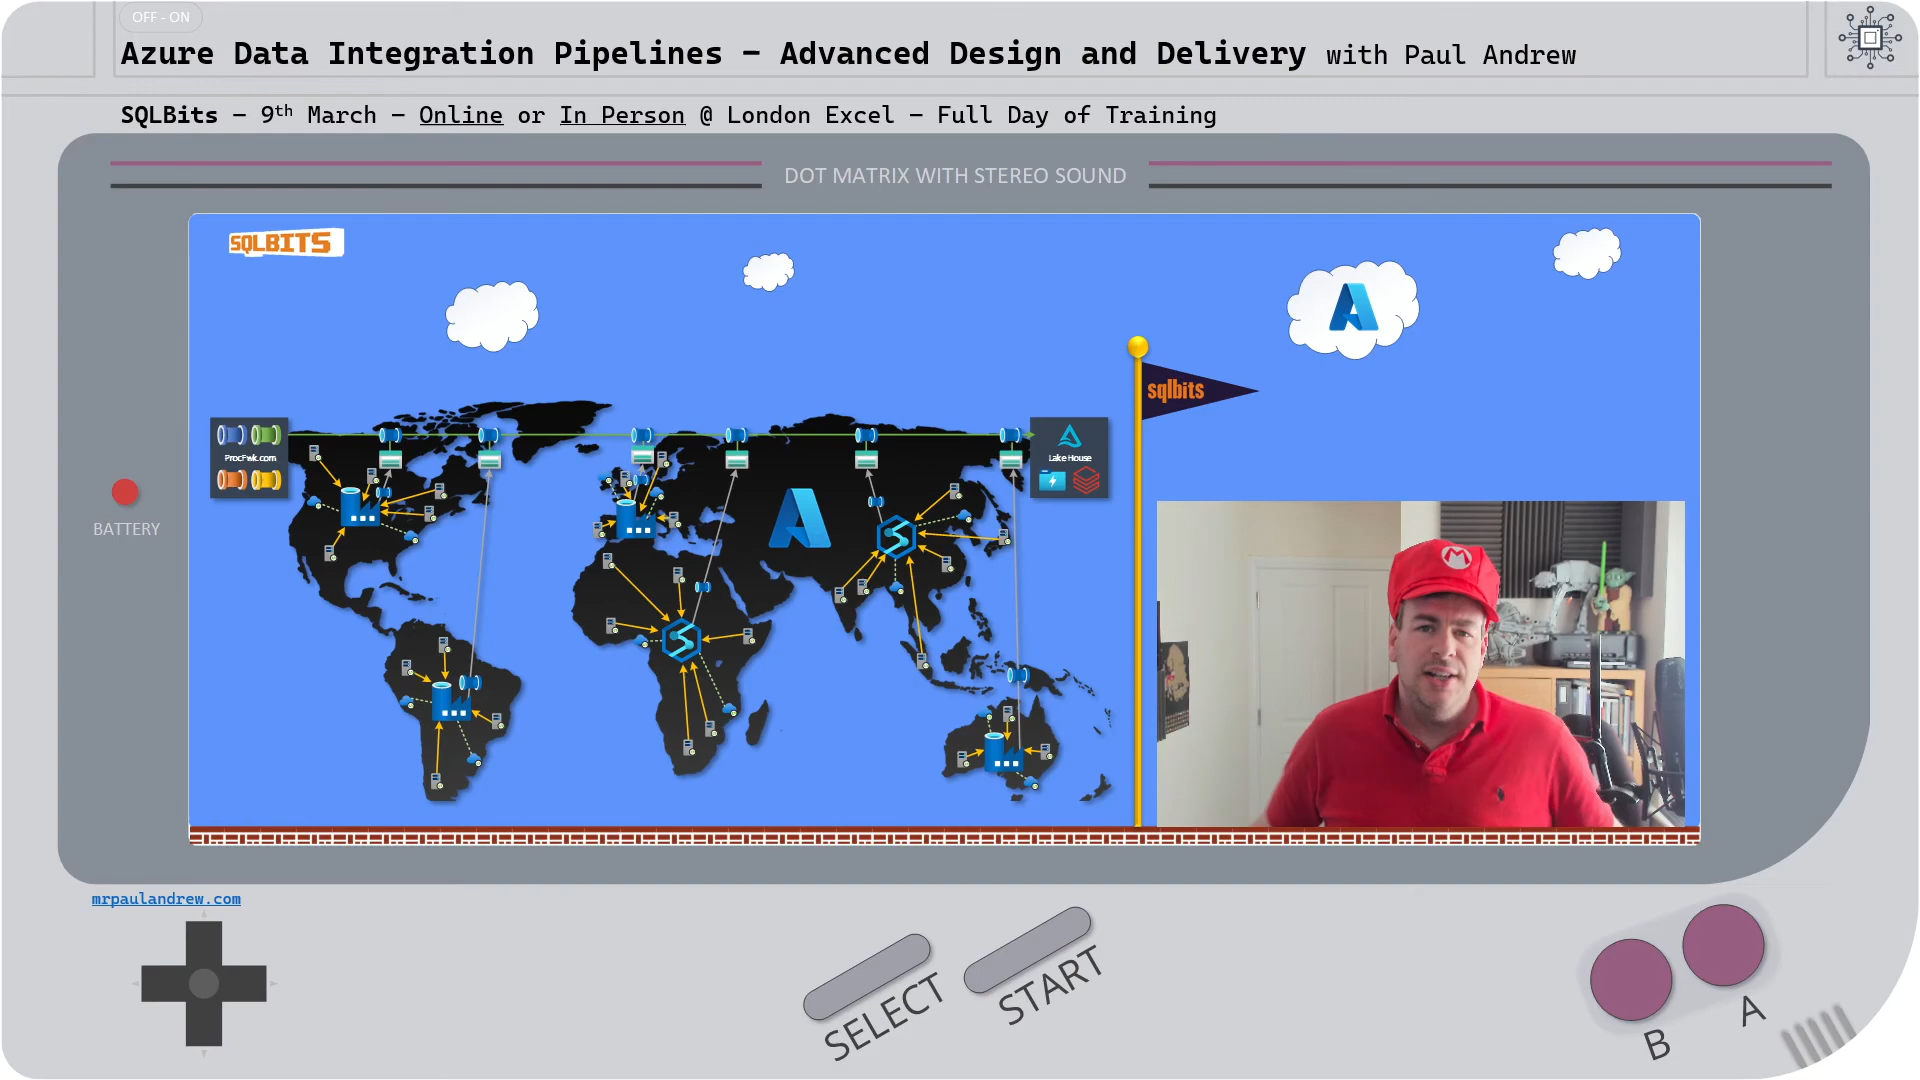 OFF - ON
Azure Data Integration Pipelines – Advanced Design and Delivery with Paul Andrew
SQLBits – 9th March – Online or In Person @ London Excel – Full Day of Training
DOT MATRIX WITH STEREO SOUND
SQLBITS
sqlbits
ProcFwk.com
Lake House
M
BATTERY
mrpaulandrew.com
SELECT
START
B
A